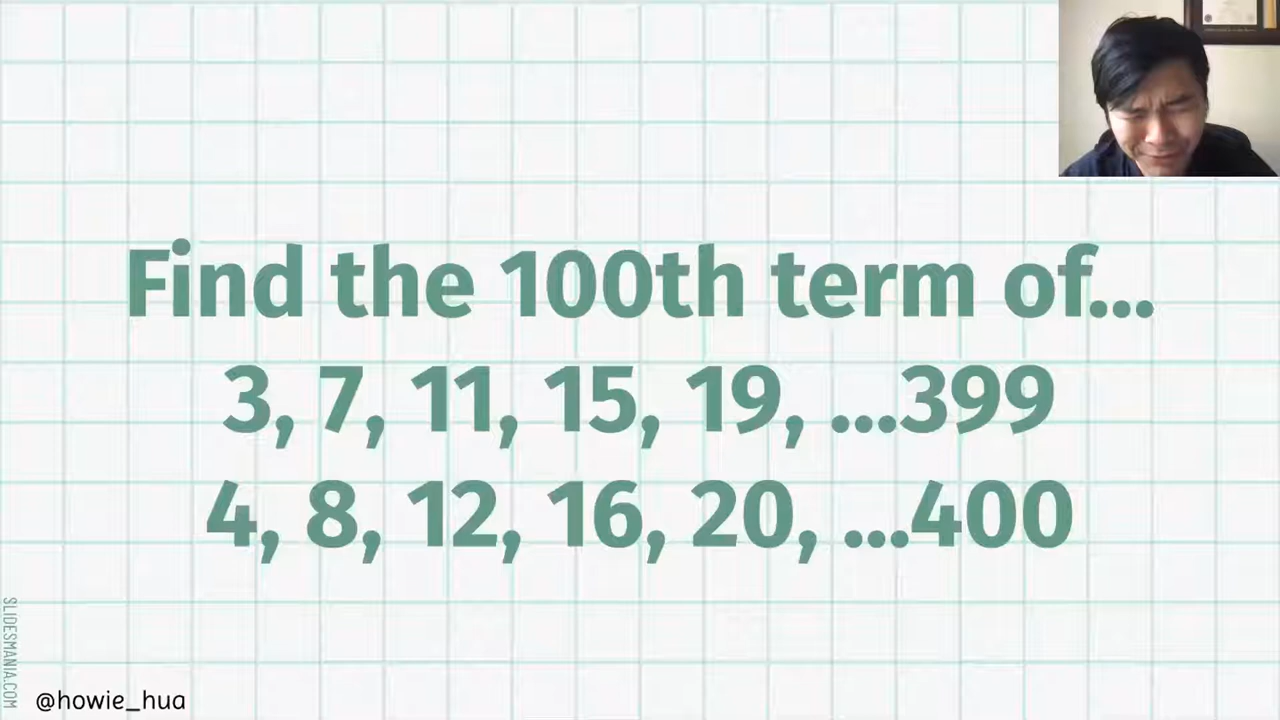 Find the 100th term of...
3, 7, 11, 15, 19, ...399
4, 8, 12, 16, 20, ...400
SLIDESMANIA.COM
@howie_hua